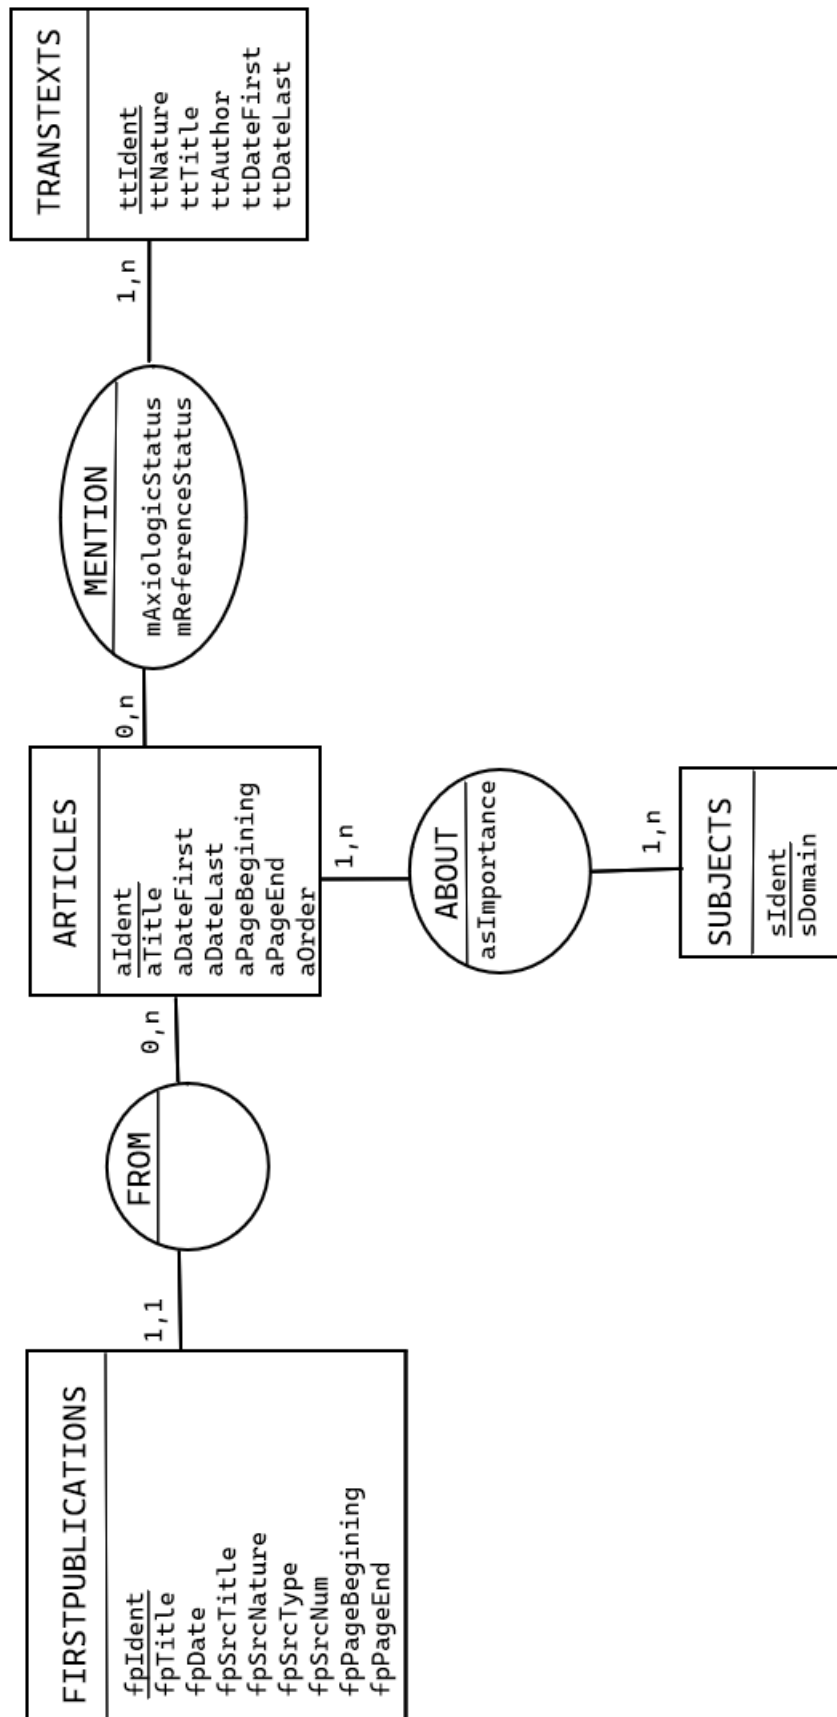 FIRSTPUBLICATIONS
fpIdent
fpTitle
fpDate
fpSrcTitle
fpSrcNature
fpSrcType
fpSrcNum
fpPageBegining
fpPageEnd
1,1
FROM
0,n
ARTICLES
aIdent
aTitle
aDateFirst
aDateLast
aPageBegining
aPageEnd
aOrder
0,n
MENTION
mAxiologicStatus
mReferenceStatus
1,n
TRANSTEXTS
ttIdent
ttNature
ttTitle
ttAuthor
ttDateFirst
ttDateLast
1,n
ABOUT
asImportance
1,n
SUBJECTS
sIdent
sDomain